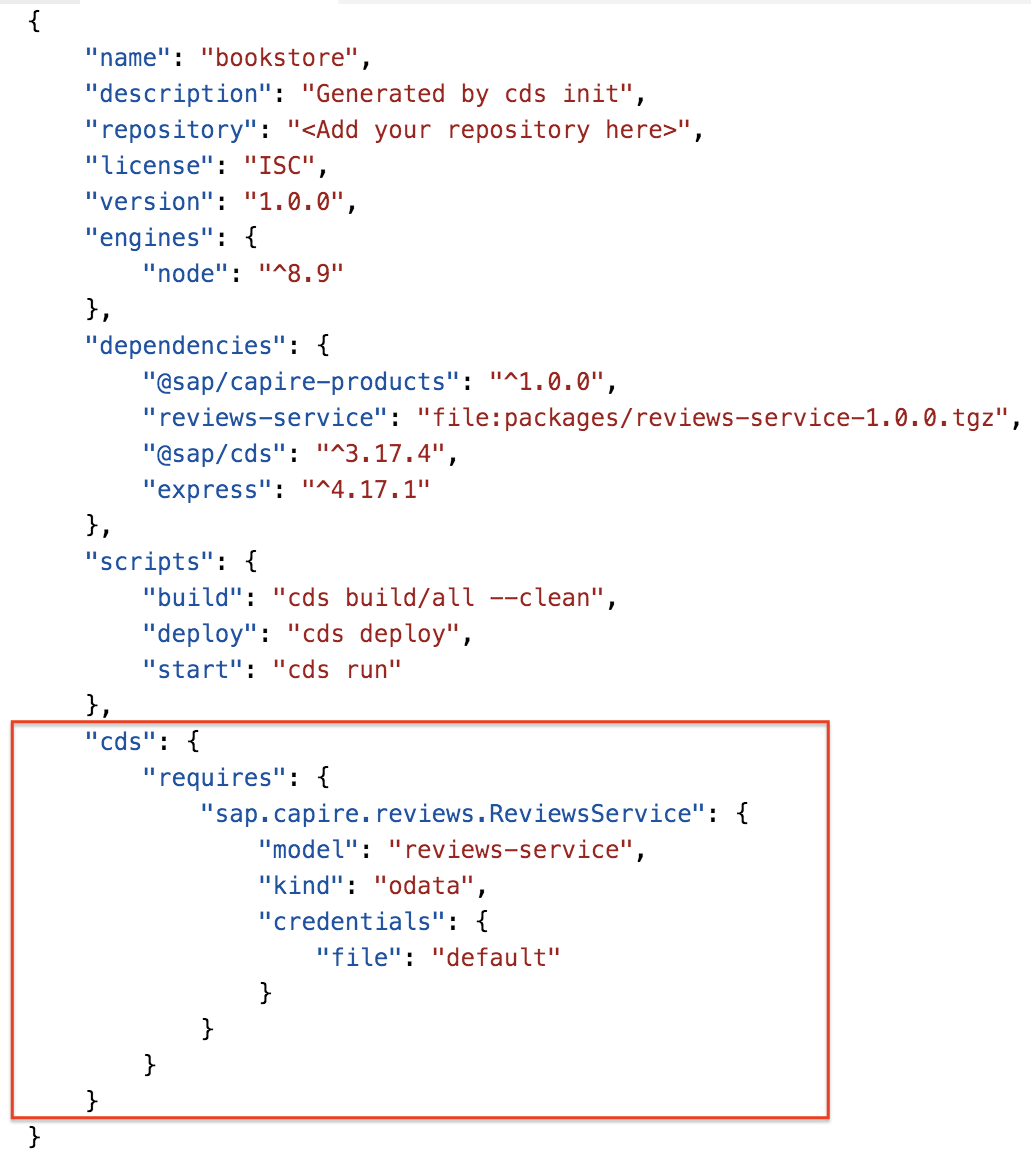 {
    "name": "bookstore",
    "description": "Generated by cds init",
    "repository": "<Add your repository here>",
    "license": "ISC",
    "version": "1.0.0",
    "engines": {
        "node": "^8.9"
    },
    "dependencies": {
        "@sap/capire-products": "^1.0.0",
        "reviews-service": "file:packages/reviews-service-1.0.0.tgz",
        "@sap/cds": "^3.17.4",
        "express": "^4.17.1"
    },
    "scripts": {
        "build": "cds build/all --clean",
        "deploy": "cds deploy",
        "start": "cds run"
    },
    "cds": {
        "requires": {
            "sap.capire.reviews.ReviewsService": {
                "model": "reviews-service",
                "kind": "odata",
                "credentials": {
                    "file": "default"
                }
            }
        }
    }
}